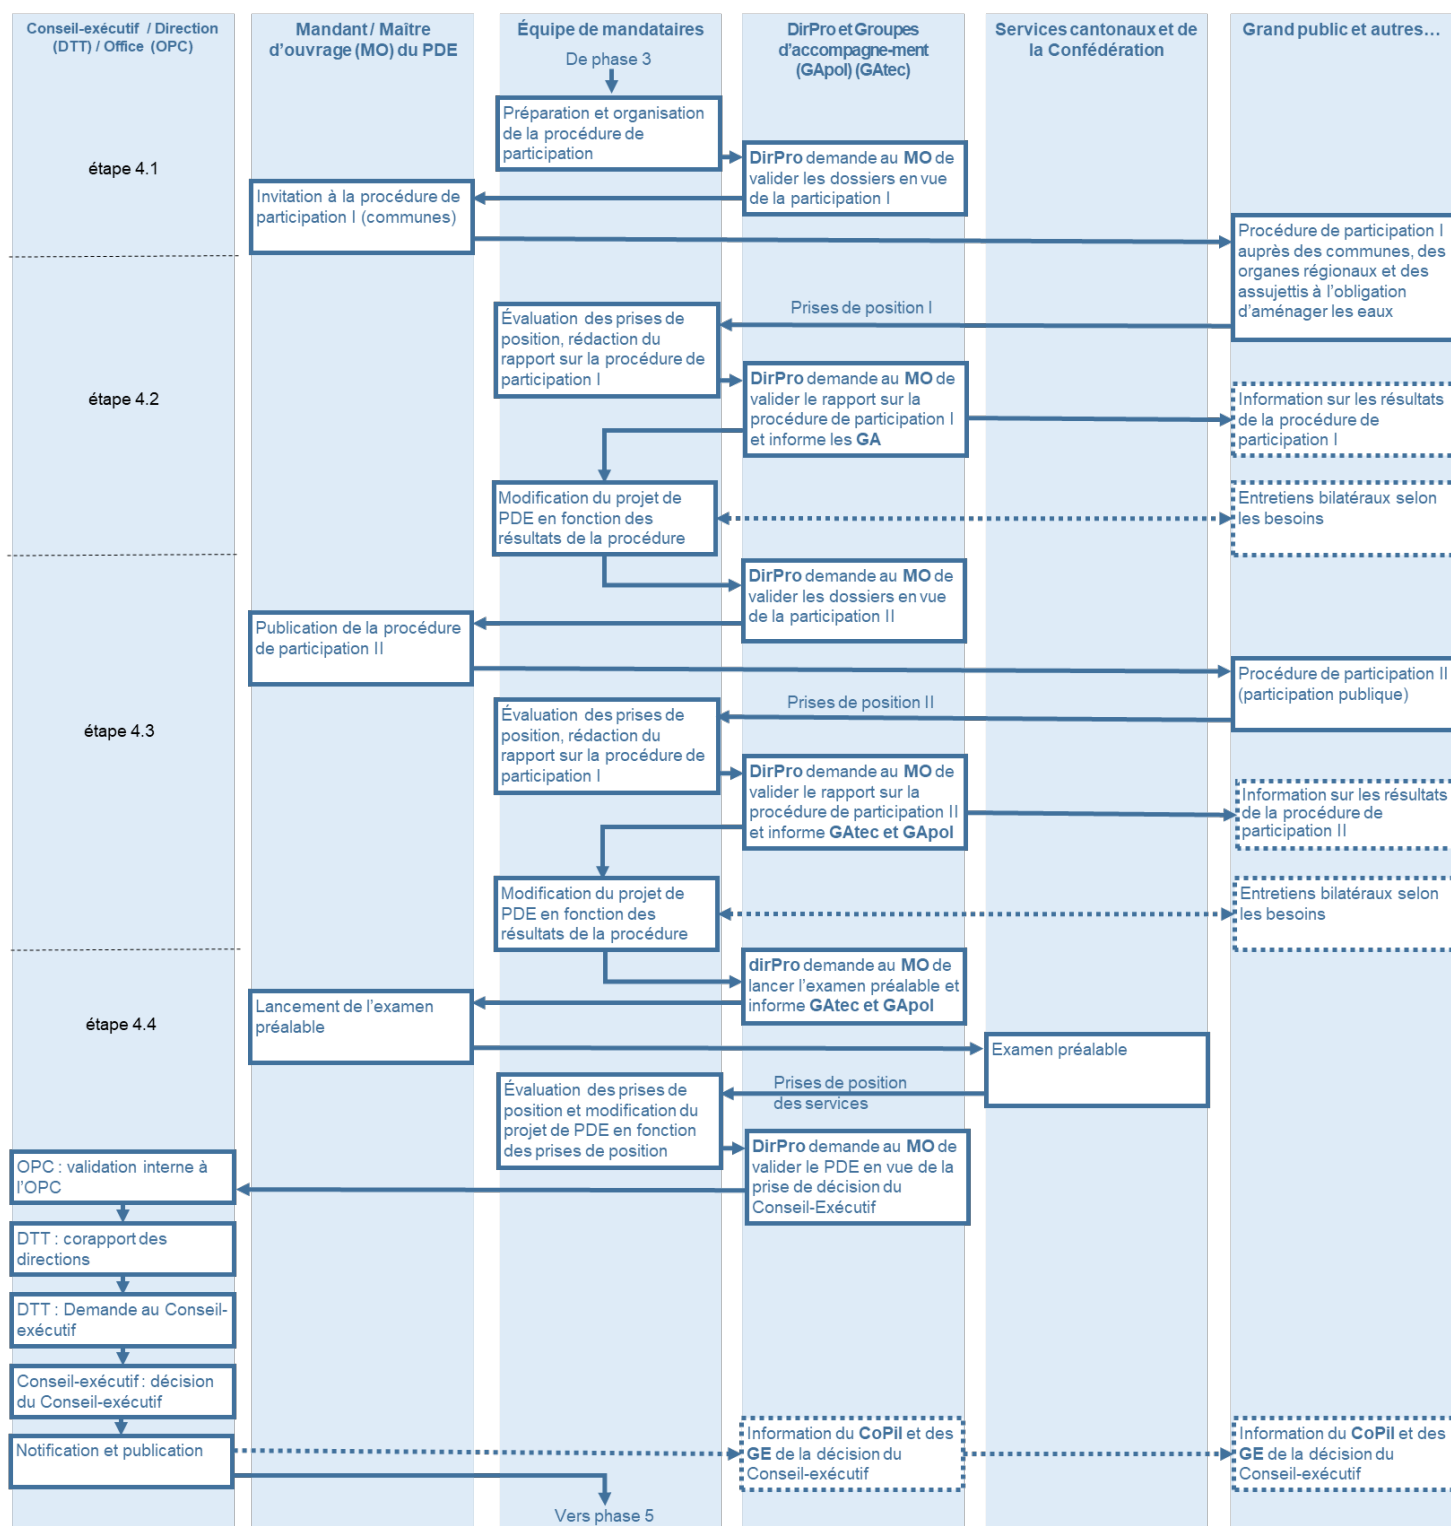 Conseil-exécutif / Direction
(DTT) / Office (OPC)
Mandant / Maître
d'ouvrage (MO) du PDE
Équipe de mandataires
DirPro et Groupes
d'accompagne-ment
(GApol) (GAtec)
Services cantonaux et de
la Confédération
Grand public et autres…
De phase 3
Préparation et organisation
de la procédure de
participation
étape 4.1
DirPro demande au MO de
valider les dossiers en vue
de la participation I
Invitation à la procédure de
participation I (communes)
Procédure de participation I
auprès des communes, des
organes régionaux et des
assujettis à l'obligation
d'aménager les eaux
Prises de position I
Évaluation des prises de
position, rédaction du
rapport sur la procédure de
participation I
étape 4.2
DirPro demande au MO de
valider le rapport sur la
procédure de participation I
et informe les GA
Information sur les résultats
de la procédure de
participation I
Modification du projet de
PDE en fonction des
résultats de la procédure
Entretiens bilatéraux selon
les besoins
DirPro demande au MO de
valider les dossiers en vue
de la participation II
Publication de la procédure
de participation II
Procédure de participation II
(participation publique)
Prises de position II
étape 4.3
Évaluation des prises de
position, rédaction du
rapport sur la procédure de
participation I
DirPro demande au MO de
valider le rapport sur la
procédure de participation II
et informe GAtec et GApol
Information sur les résultats
de la procédure de
participation II
Modification du projet de
PDE en fonction des
résultats de la procédure
Entretiens bilatéraux selon
les besoins
dirPro demande au MO de
lancer l'examen préalable et
informe GAtec et GApol
étape 4.4
Lancement de l'examen
préalable
Examen préalable
Prises de position
des services
Évaluation des prises de
position et modification du
projet de PDE en fonction
des prises de position
DirPro demande au MO de
valider le PDE en vue de la
prise de décision du
Conseil-Exécutif
OPC : validation interne à
l'OPC
DTT : corapport des
directions
DTT : Demande au Conseil-
exécutif
Conseil-exécutif : décision
du Conseil-exécutif
Notification et publication
Information du CoPil et des
GE de la décision du
Conseil-exécutif
Information du CoPil et des
GE de la décision du
Conseil-exécutif
Vers phase 5